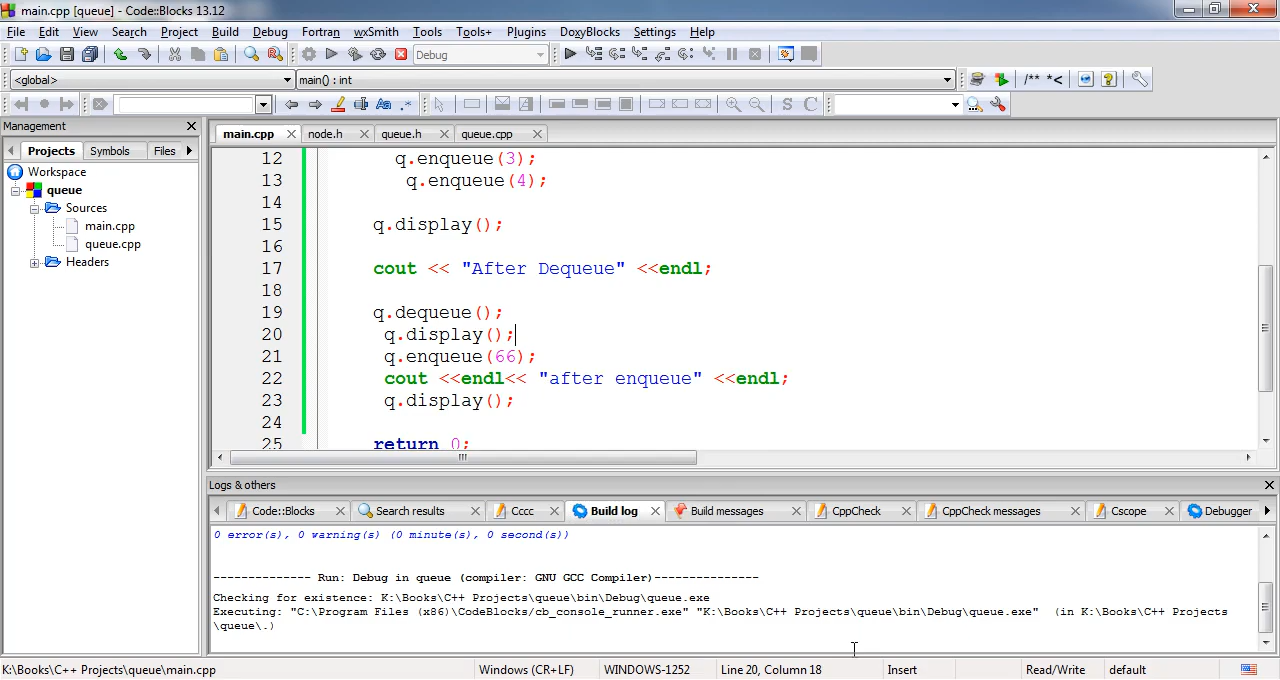 main.cpp [queue] - Code::Blocks 13.12
File Edit View Search Project Build Debug Fortran wxSmith Tools Tools+ Plugins DoxyBlocks Settings Help
Debug
<global> main() : int /** *<
Aa .* S C
Management
Projects Symbols Files
main.cpp node.h queue.h queue.cpp
Workspace
queue
Sources
main.cpp
queue.cpp
Headers
12 q.enqueue(3);
13 q.enqueue(4);
14
15 q.display();
16
17 cout << "After Dequeue" <<endl;
18
19 q.dequeue();
20 q.display();
21 q.enqueue(66);
22 cout <<endl<< "after enqueue" <<endl;
23 q.display();
24
25 return 0;
Logs & others
Code::Blocks Search results Cccc Build log Build messages CppCheck CppCheck messages Cscope Debugger
0 error(s), 0 warning(s) (0 minute(s), 0 second(s))
-------------- Run: Debug in queue (compiler: GNU GCC Compiler)---------------
Checking for existence: K:\Books\C++ Projects\queue\bin\Debug\queue.exe
Executing: "C:\Program Files (x86)\CodeBlocks/cb_console_runner.exe" "K:\Books\C++ Projects\queue\bin\Debug\queue.exe" (in K:\Books\C++ Projects
\queue\.)
K:\Books\C++ Projects\queue\main.cpp Windows (CR+LF) WINDOWS-1252 Line 20, Column 18 Insert Read/Write default